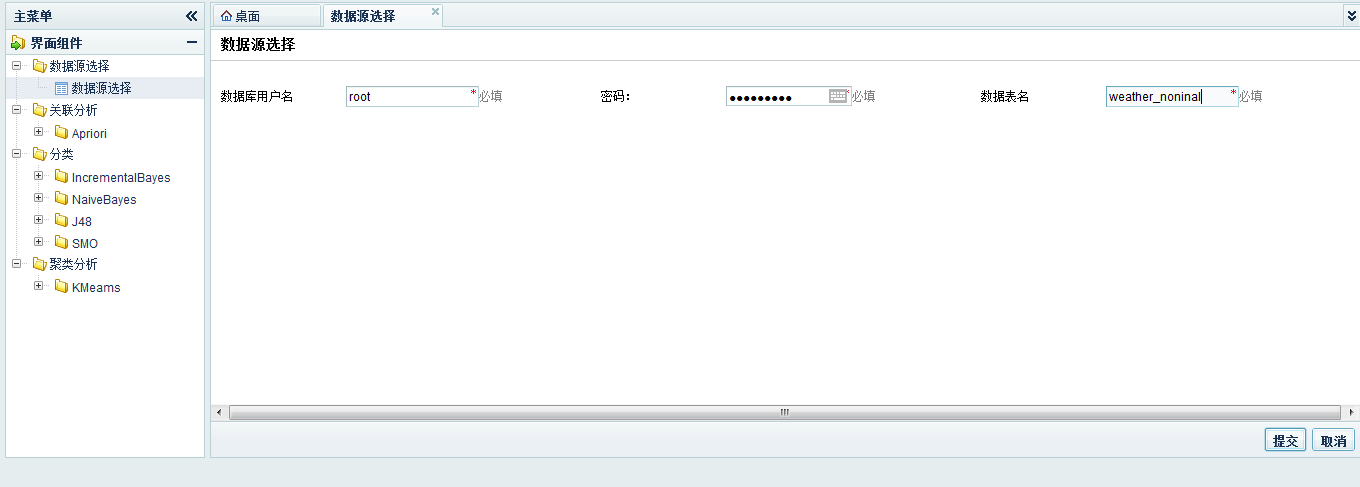 主菜单
界面组件
数据源选择
数据源选择
关联分析
Apriori
分类
IncrementalBayes
NaiveBayes
J48
SMO
聚类分析
KMeams
桌面
数据源选择
数据源选择
数据库用户名 root *必填
密码： ●●●●●●●●● *必填
数据表名 weather_noninal *必填
提交 取消